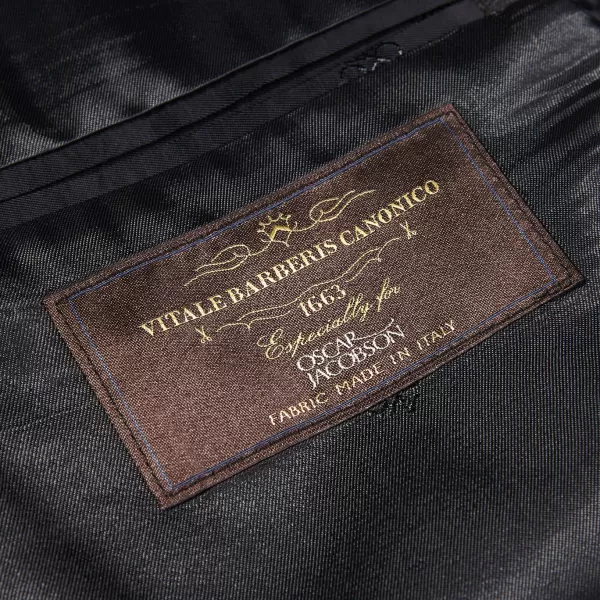 VITALE BARBERIS CANONICO
1663
Especially for
OSCAR
JACOBSON
FABRIC MADE IN ITALY